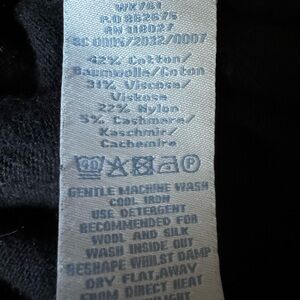 WX761
P.O 862675
RN 118027
SC 0005/2032/0007
42% Cotton/
Baumwolle/Coton
31% Viscose/
Viskose
22% Nylon
5% Cashmere/
Kaschmir/
Cachemire
GENTLE MACHINE WASH
COOL IRON
USE DETERGENT
RECOMMENDED FOR
WOOL AND SILK
WASH INSIDE OUT
RESHAPE WHILST DAMP
DRY FLAT,AWAY
FROM DIRECT HEAT